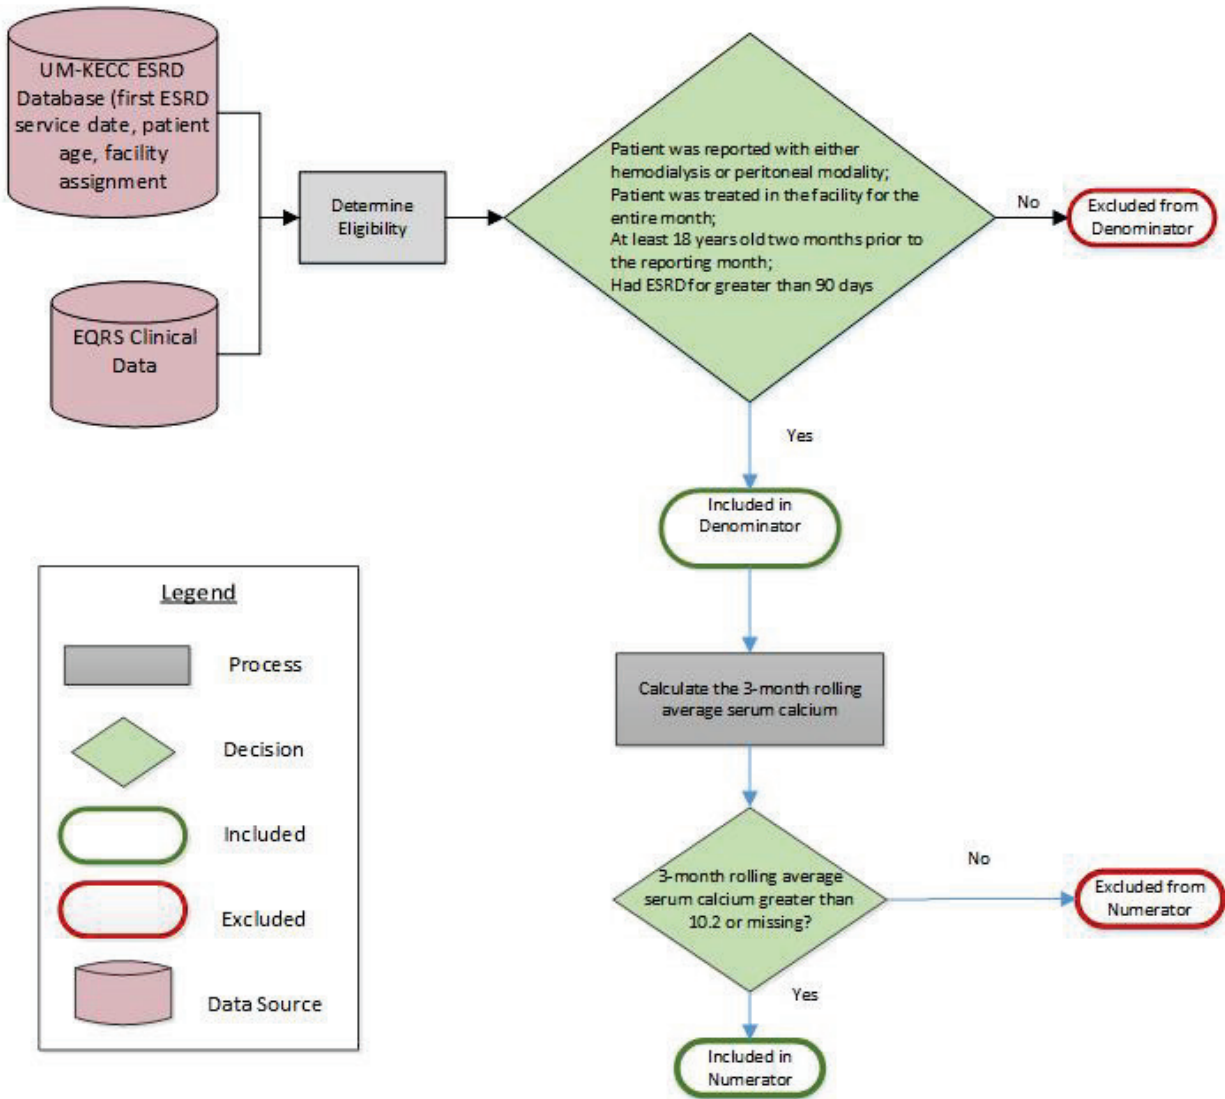 UM-KECC ESRD
Database (first ESRD
service date, patient
age, facility
assignment
EQRS Clinical
Data
Determine
Eligibility
Patient was reported with either
hemodialysis or peritoneal modality;
Patient was treated in the facility for the
entire month;
At least 18 years old two months prior to
the reporting month;
Had ESRD for greater than 90 days
No
Excluded from
Denominator
Yes
Included in
Denominator
Calculate the 3-month rolling
average serum calcium
3-month rolling average
serum calcium greater than
10.2 or missing?
No
Excluded from
Numerator
Yes
Included in
Numerator
Legend
Process
Decision
Included
Excluded
Data Source